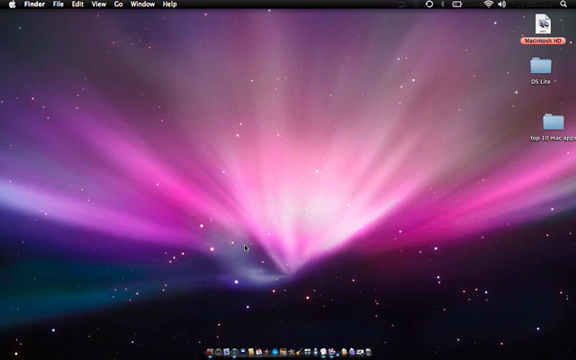 Finder File Edit View Go Window Help
Macintosh HD
DS Lite
top 10 mac apps